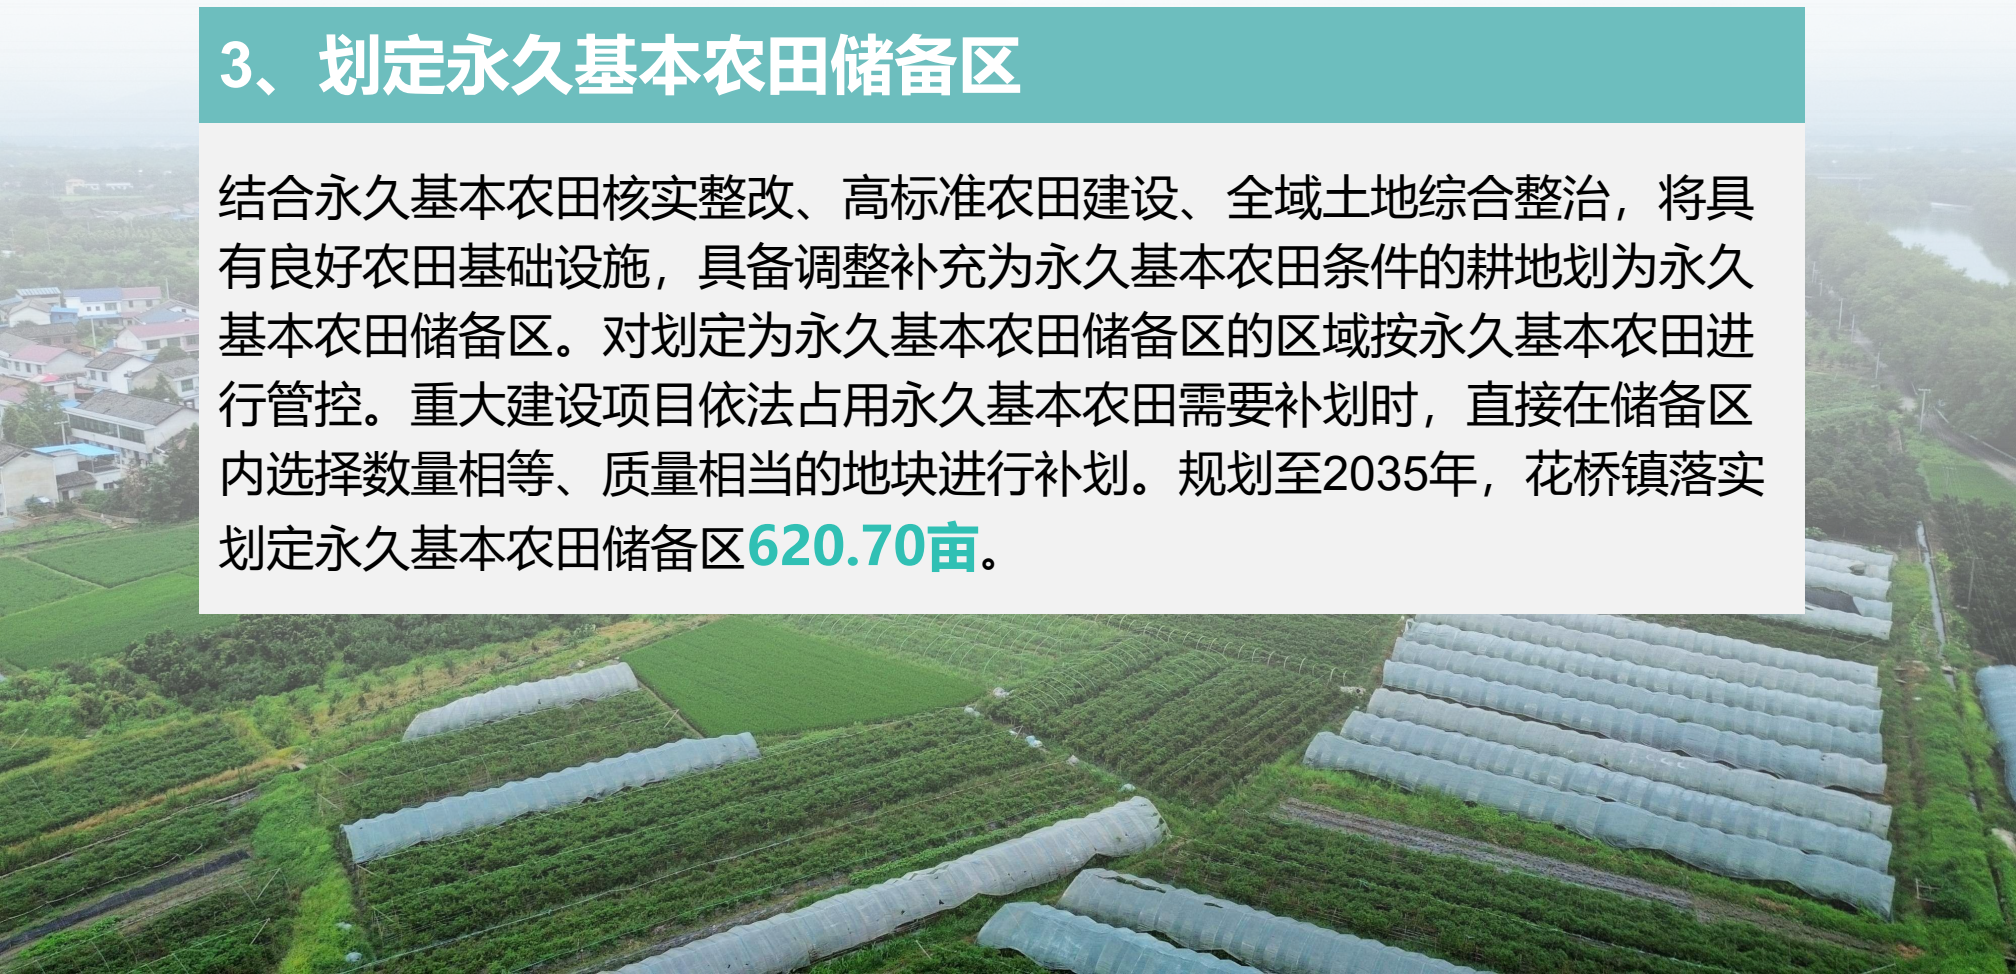 3、划定永久基本农田储备区
结合永久基本农田核实整改、高标准农田建设、全域土地综合整治，将具
有良好农田基础设施，具备调整补充为永久基本农田条件的耕地划为永久
基本农田储备区。对划定为永久基本农田储备区的区域按永久基本农田进
行管控。重大建设项目依法占用永久基本农田需要补划时，直接在储备区
内选择数量相等、质量相当的地块进行补划。规划至2035年，花桥镇落实
划定永久基本农田储备区620.70亩。